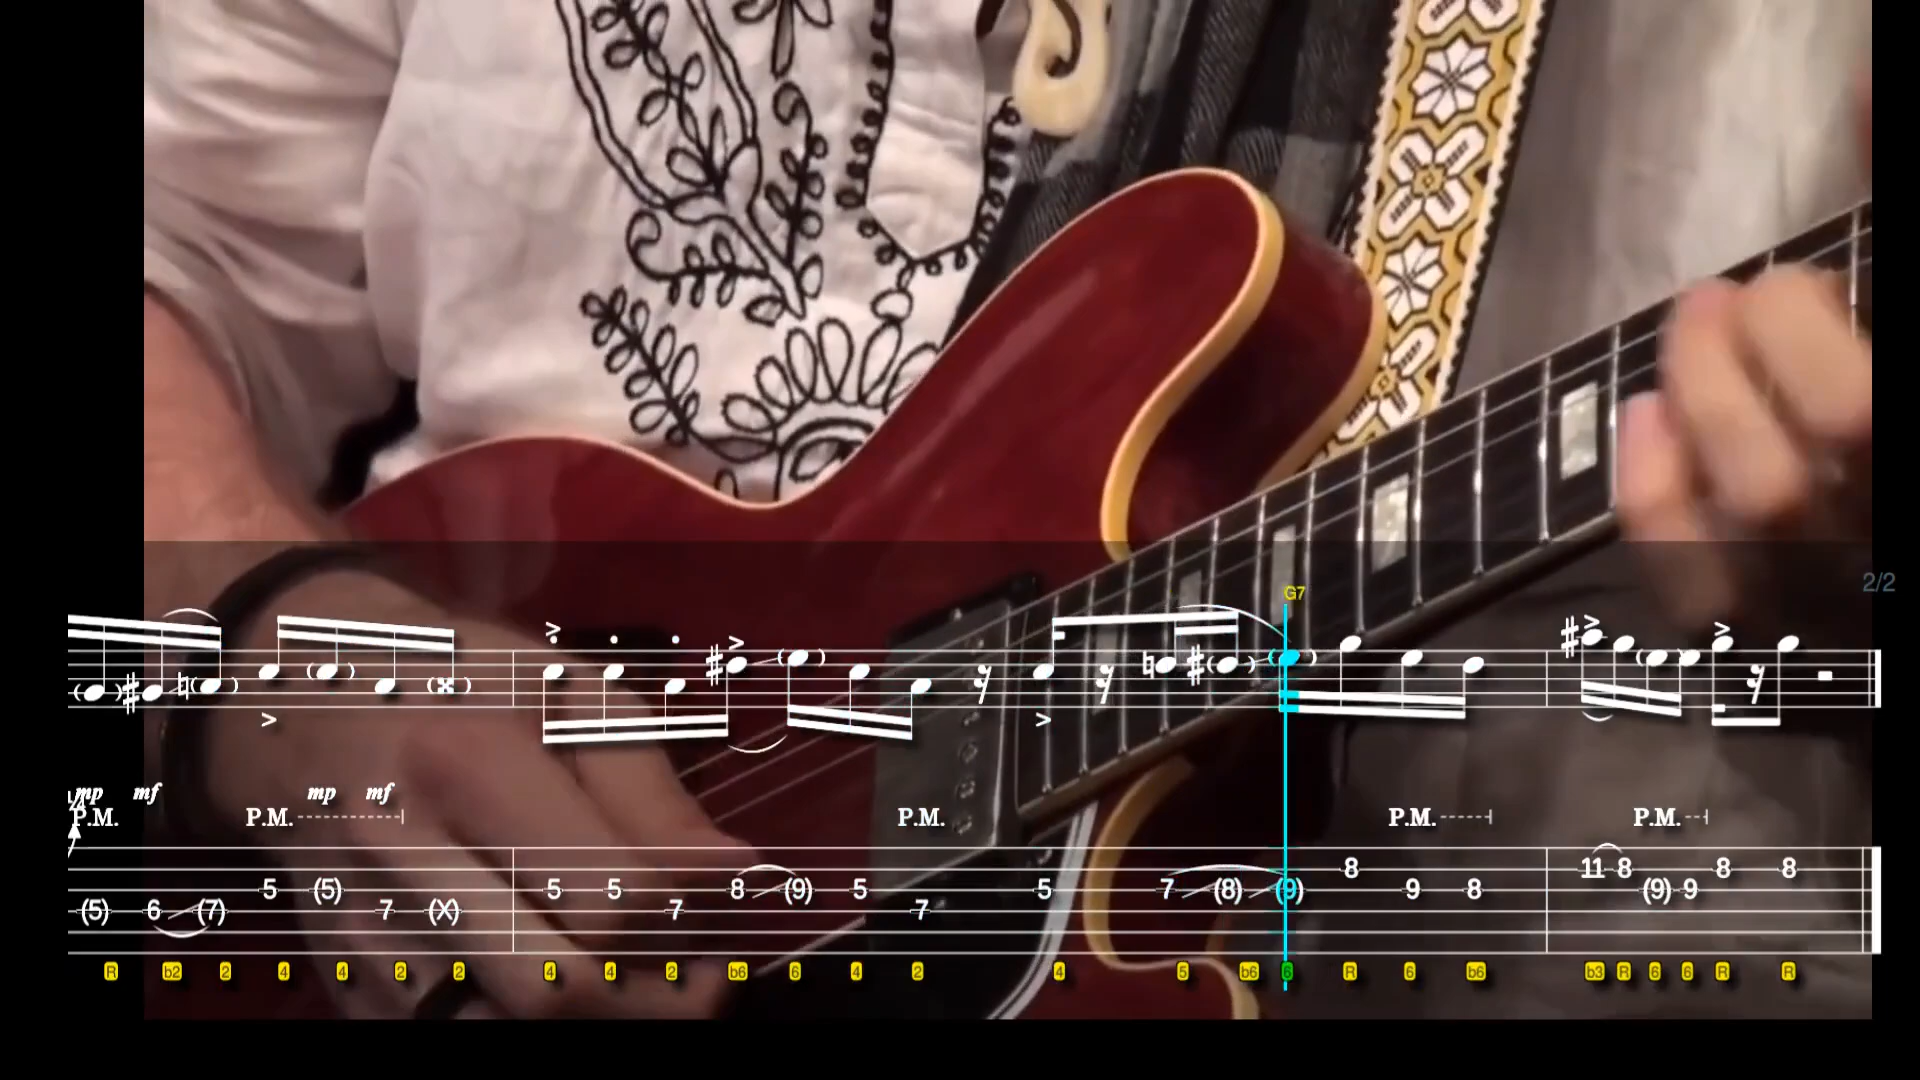 G7
2/2
mp mf mp mf
P.M. P.M. P.M. P.M. P.M.
11 8 8 8
8
5 (5) 5 5 8 (9) 5 5 7 (8) (9) 9 8 (9) 9
(5) 6 (7) 7 (X) 7 7
R b2 2 4 4 2 2 4 4 2 b6 6 4 2 4 5 b6 6 R 6 b6 b3 R 6 6 R R